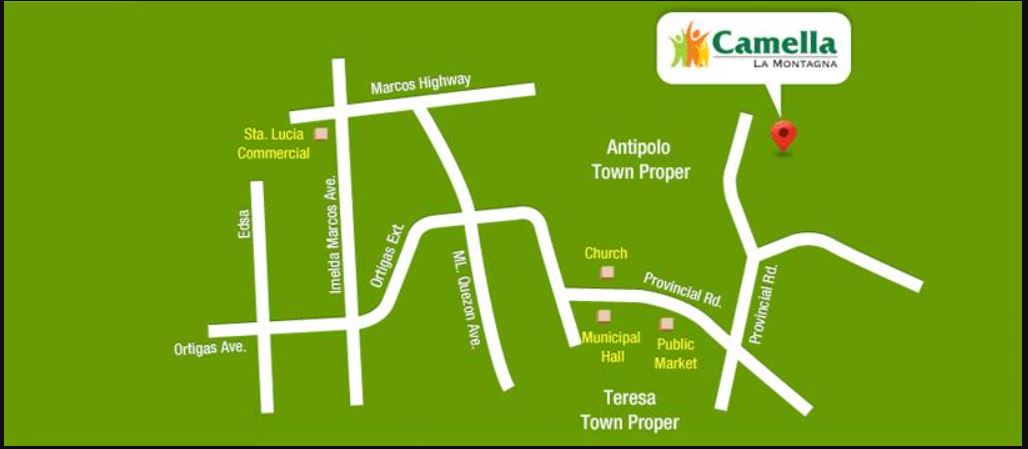 Camella
LA MONTAGNA
Marcos Highway
Sta. Lucia
Commercial
Antipolo
Town Proper
Edsa
Imelda Marcos Ave.
Ortigas Ext.
ML. Quezon Ave.
Church
Provincial Rd.
Provincial Rd.
Municipal
Hall
Public
Market
Ortigas Ave.
Teresa
Town Proper